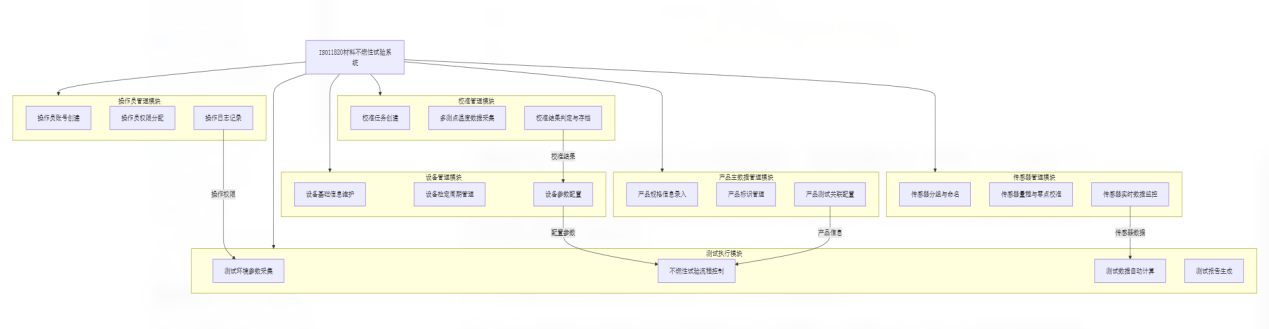 ISO11820材料不燃性试验系
统
操作员管理模块
操作员账号创建
操作员权限分配
操作日志记录
校准管理模块
校准任务创建
多测点温度数据采集
校准结果判定与存档
操作权限
校准结果
设备管理模块
设备基础信息维护
设备检定周期管理
设备参数配置
产品主数据管理模块
产品规格信息录入
产品标识管理
产品测试关联配置
传感器管理模块
传感器分组与命名
传感器量程与零点校准
传感器实时数据监控
配置参数
产品信息
传感器数据
测试执行模块
测试环境参数采集
不燃性试验流程控制
测试数据自动计算
测试报告生成